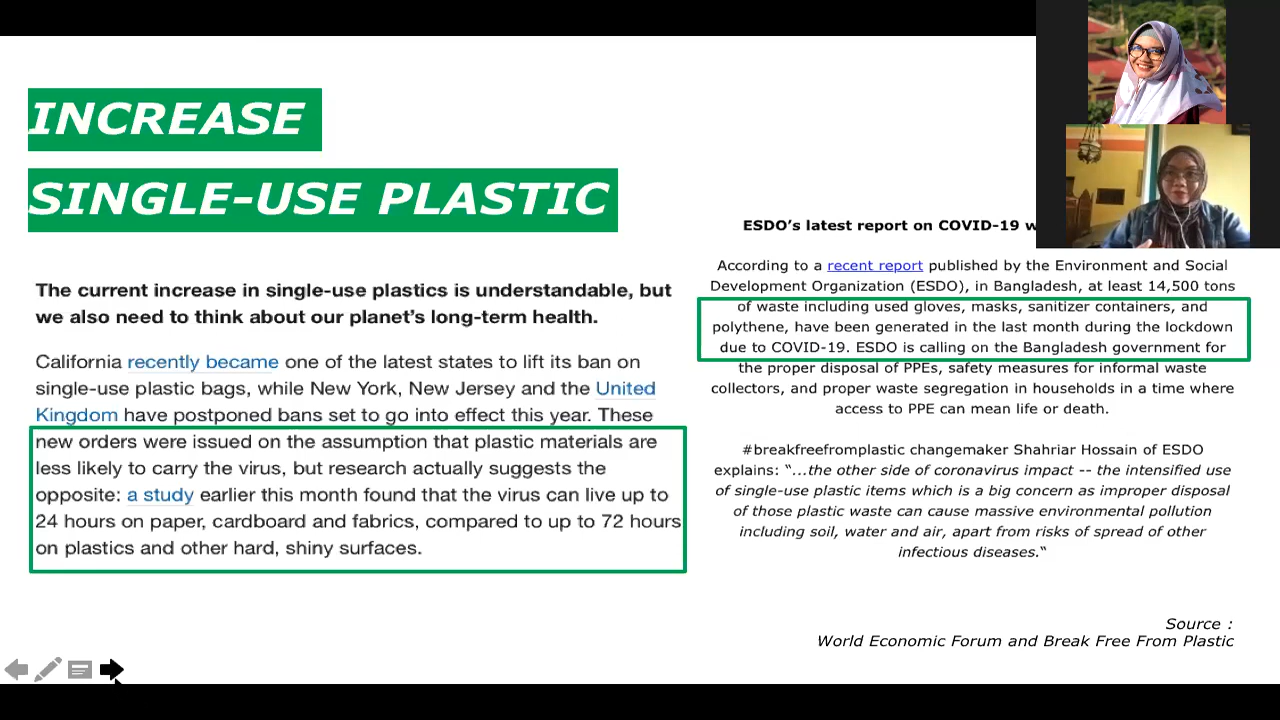 INCREASE
SINGLE-USE PLASTIC
The current increase in single-use plastics is understandable, but
we also need to think about our planet's long-term health.
California recently became one of the latest states to lift its ban on
single-use plastic bags, while New York, New Jersey and the United
Kingdom have postponed bans set to go into effect this year. These
new orders were issued on the assumption that plastic materials are
less likely to carry the virus, but research actually suggests the
opposite: a study earlier this month found that the virus can live up to
24 hours on paper, cardboard and fabrics, compared to up to 72 hours
on plastics and other hard, shiny surfaces.
ESDO's latest report on COVID-19
According to a recent report published by the Environment and Social
Development Organization (ESDO), in Bangladesh, at least 14,500 tons
of waste including used gloves, masks, sanitizer containers, and
polythene, have been generated in the last month during the lockdown
due to COVID-19. ESDO is calling on the Bangladesh government for
the proper disposal of PPEs, safety measures for informal waste
collectors, and proper waste segregation in households in a time where
access to PPE can mean life or death.
#breakfreefromplastic changemaker Shahriar Hossain of ESDO
explains: “...the other side of coronavirus impact -- the intensified use
of single-use plastic items which is a big concern as improper disposal
of those plastic waste can cause massive environmental pollution
including soil, water and air, apart from risks of spread of other
infectious diseases.“
Source :
World Economic Forum and Break Free From Plastic